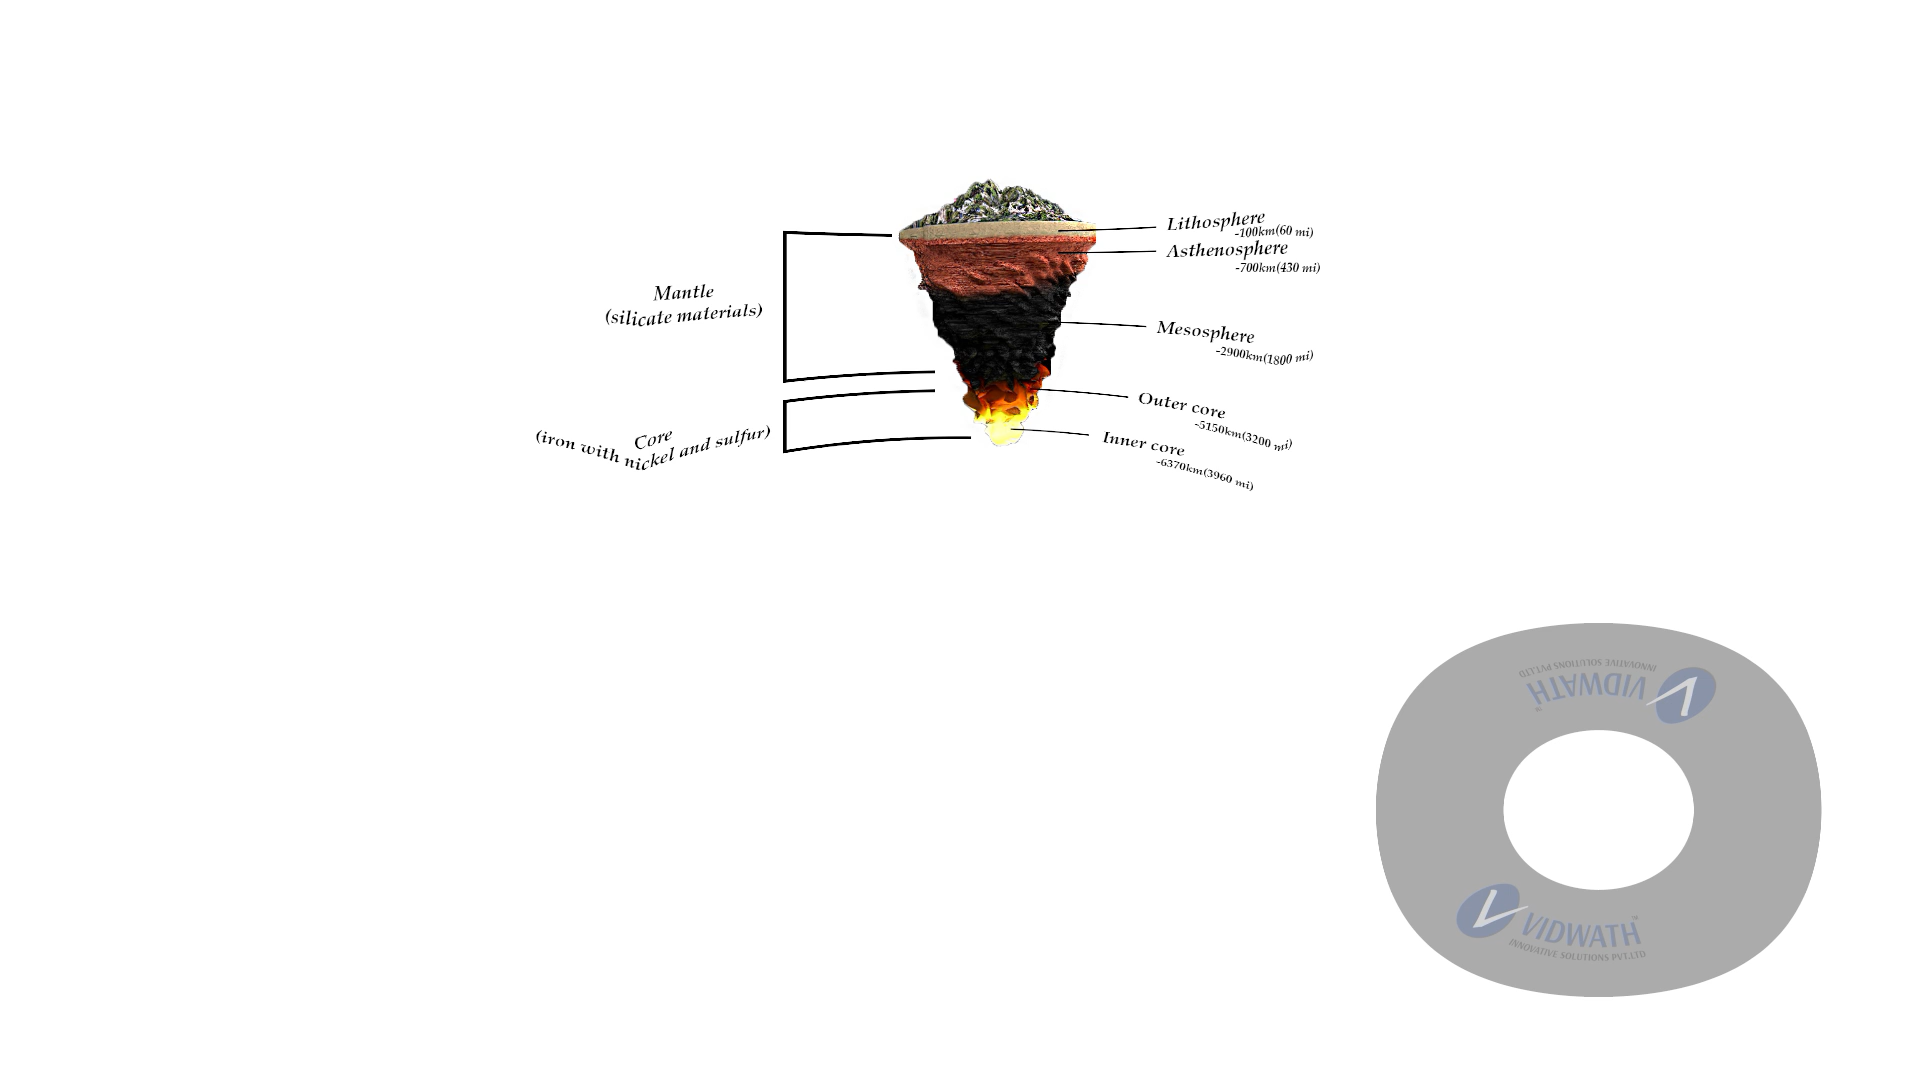 Lithosphere
-100km(60 mi)
Asthenosphere
-700km(430 mi)
Mantle
(silicate materials)
Mesosphere
-2900km(1800 mi)
Outer core
-5150km(3200 mi)
Core
(iron with nickel and sulfur)
Inner core
-6370km(3960 mi)
VIDWATH™
INNOVATIVE SOLUTIONS PVT.LTD
VIDWATH™
INNOVATIVE SOLUTIONS PVT.LTD